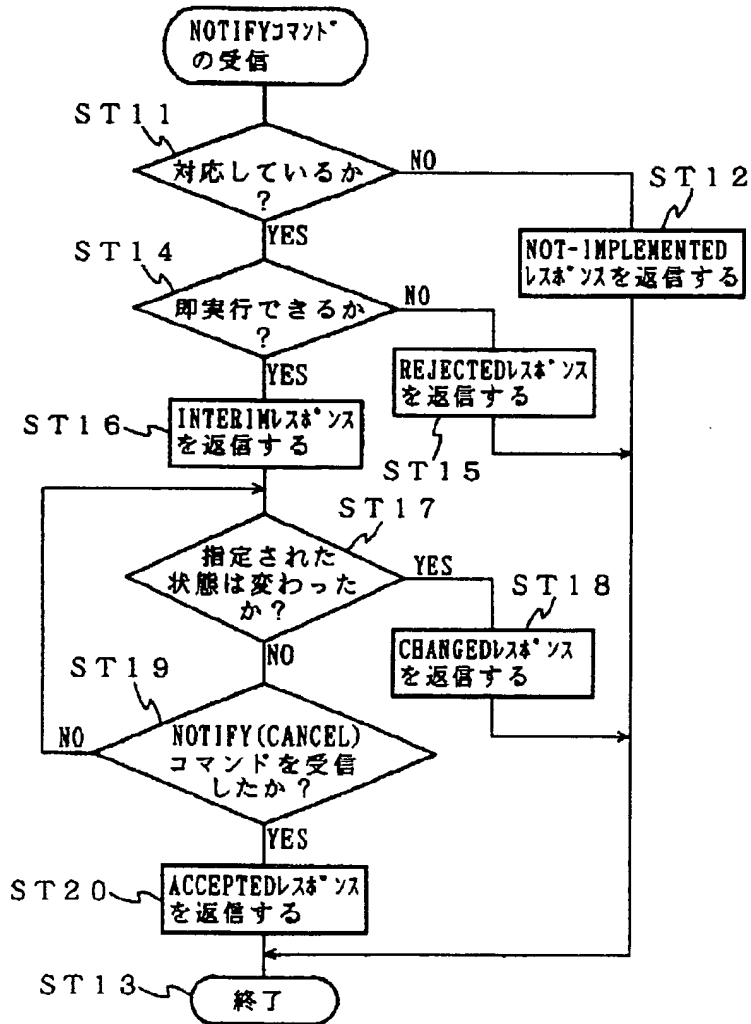 NOTIFYコマンド
の受信
ST11
対応しているか
?
NO
YES
ST12
NOT-IMPLEMENTED
レスポンスを返信する
ST14
即実行できるか
?
NO
YES
REJECTEDレスポンス
を返信する
ST15
ST16
INTERIMレスポンス
を返信する
ST17
指定された
状態は変わった
か?
YES
NO
ST18
CHANGEDレスポンス
を返信する
ST19
NOTIFY(CANCEL)
コマンドを受信
したか?
NO
YES
ST20
ACCEPTEDレスポンス
を返信する
ST13
終了